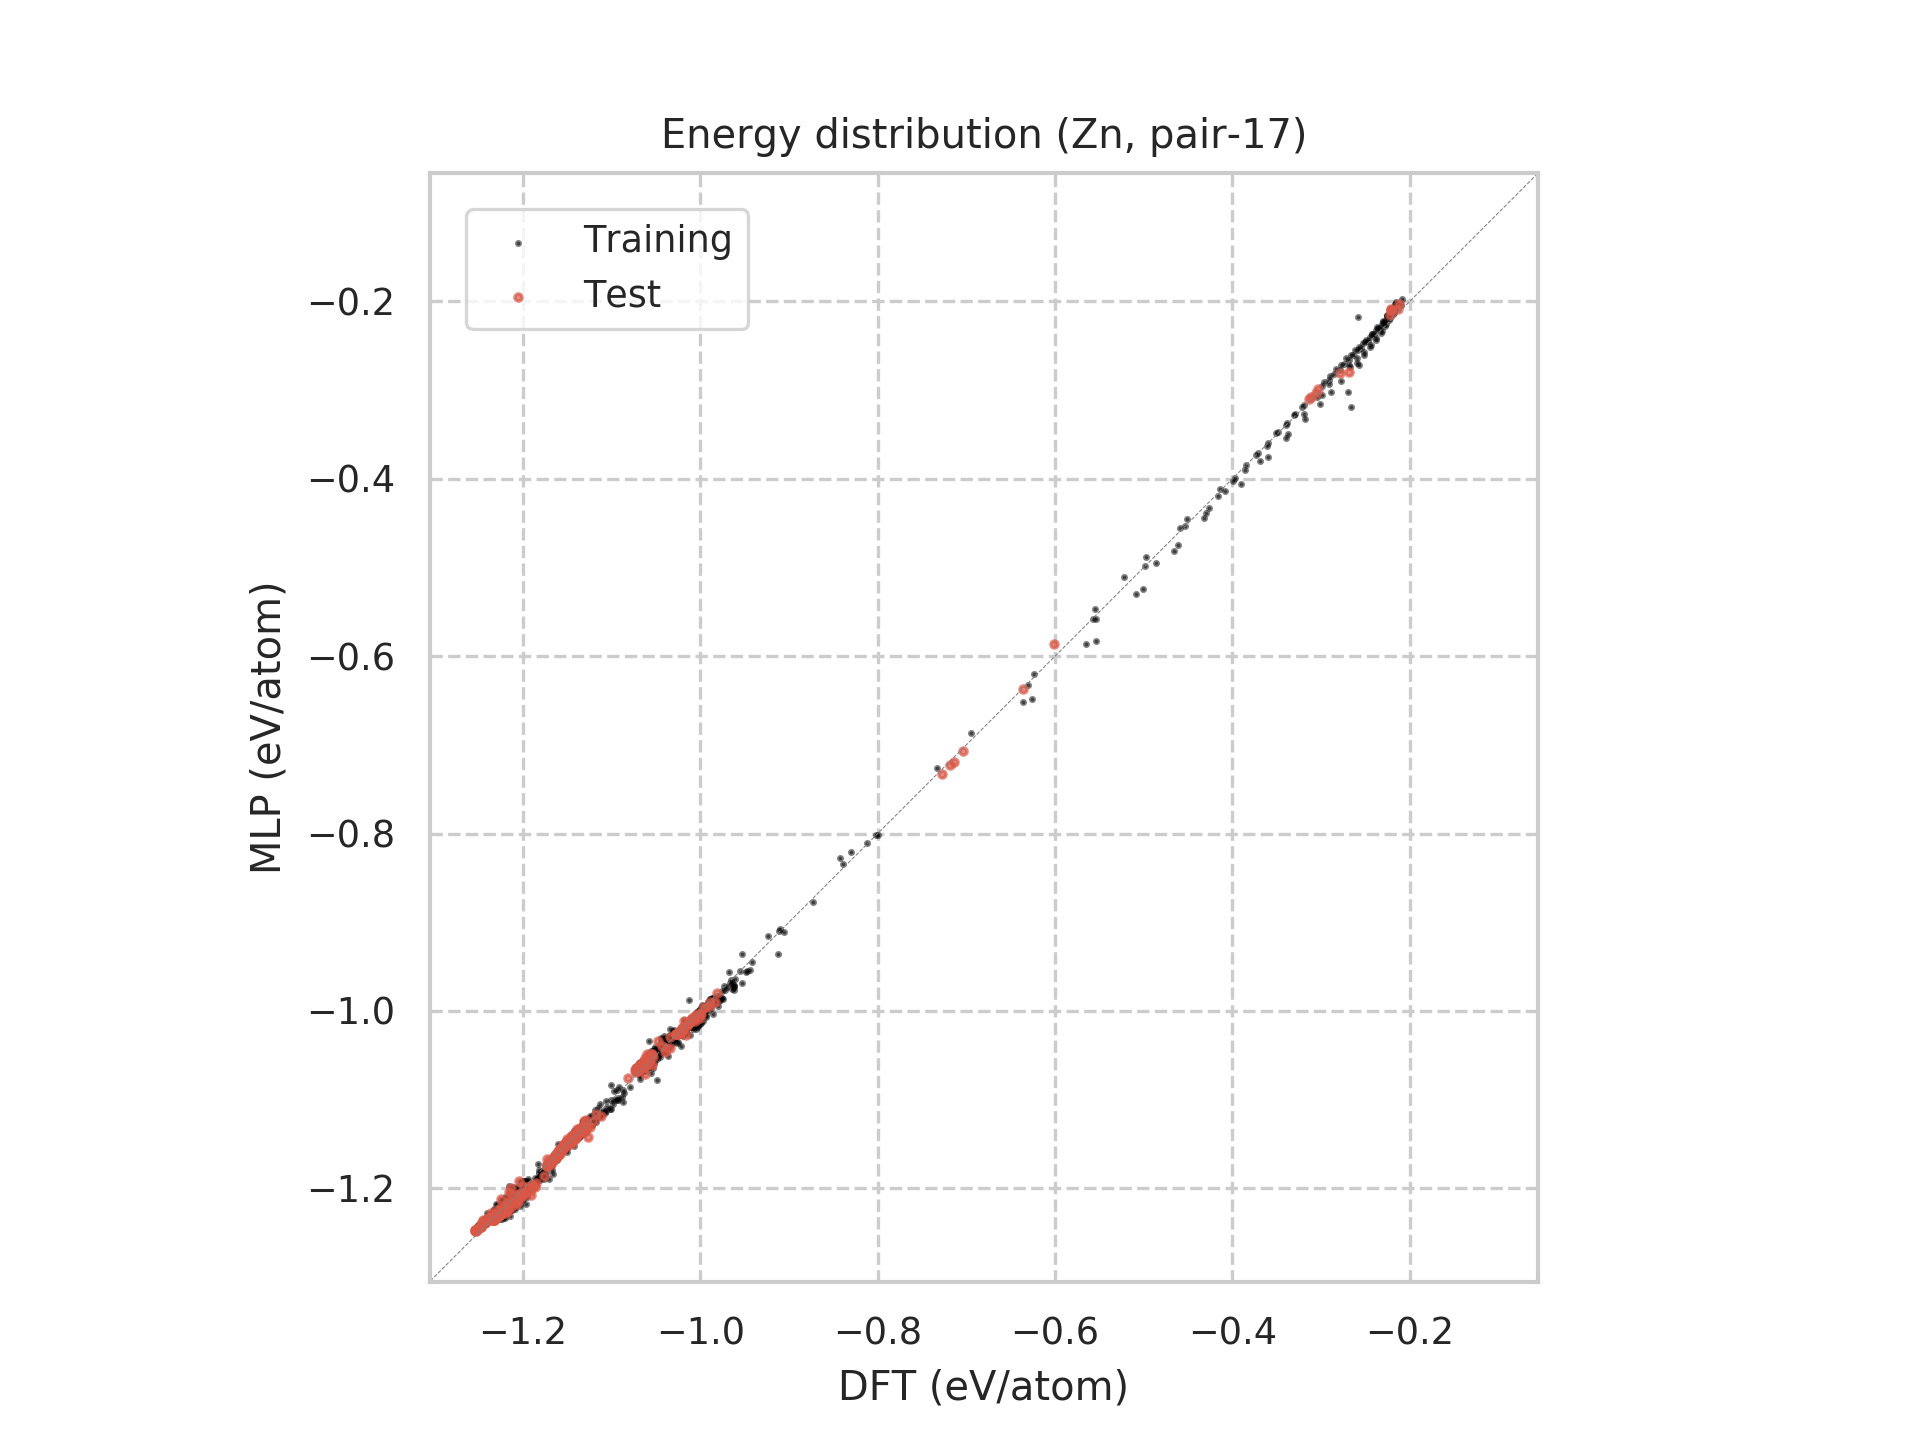 Energy distribution (Zn, pair-17)
Training
Test
−0.2
−0.4
−0.6
−0.8
−1.0
−1.2
MLP (eV/atom)
−1.2 −1.0 −0.8 −0.6 −0.4 −0.2
DFT (eV/atom)